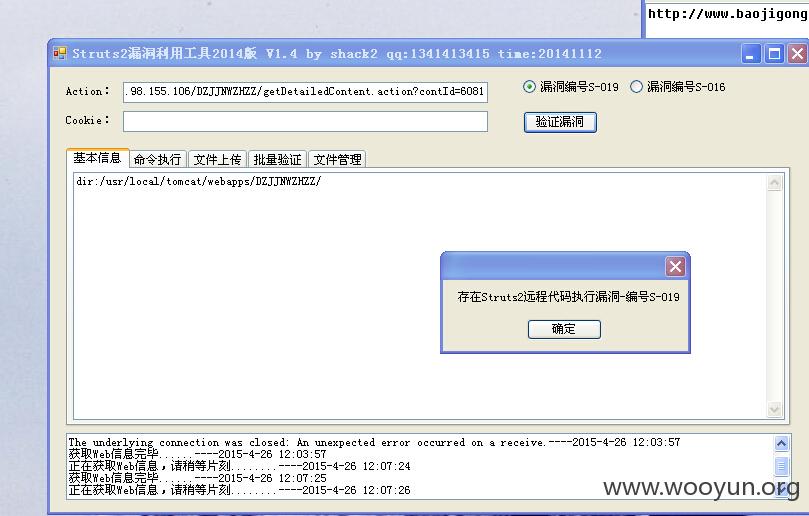 http://www.baojigong
Struts2漏洞利用工具2014版 V1.4 by shack2 qq:1341413415 time:20141112
Action: .98.155.106/DZJJNWZHZZ/getDetailedContent.action?contId=6081 漏洞编号S-019 漏洞编号S-016
Cookie: 验证漏洞
基本信息 命令执行 文件上传 批量验证 文件管理
dir:/usr/local/tomcat/webapps/DZJJNWZHZZ/
存在Struts2远程代码执行漏洞-编号S-019
确定
The underlying connection was closed: An unexpected error occurred on a receive.----2015-4-26 12:03:57
获取Web信息完毕......----2015-4-26 12:03:57
正在获取Web信息，请稍等片刻........----2015-4-26 12:07:24
获取Web信息完毕......----2015-4-26 12:07:25
正在获取Web信息，请稍等片刻........----2015-4-26 12:07:26
www.wooyun.org